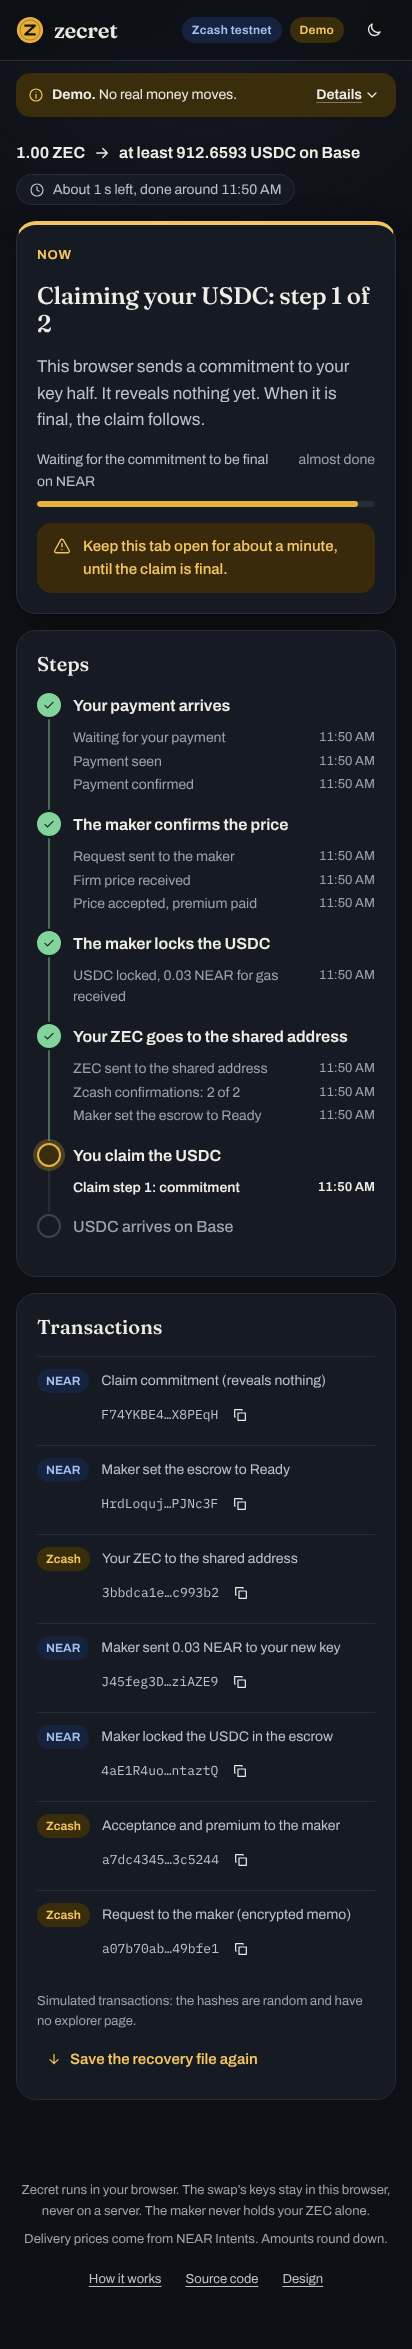 zecret
Zcash testnet
Demo
Demo. No real money moves.
Details
1.00 ZEC → at least 912.6593 USDC on Base
About 1 s left, done around 11:50 AM
NOW
Claiming your USDC: step 1 of
2
This browser sends a commitment to your
key half. It reveals nothing yet. When it is
final, the claim follows.
Waiting for the commitment to be final
on NEAR
almost done
Keep this tab open for about a minute,
until the claim is final.
Steps
Your payment arrives
Waiting for your payment 11:50 AM
Payment seen 11:50 AM
Payment confirmed 11:50 AM
The maker confirms the price
Request sent to the maker 11:50 AM
Firm price received 11:50 AM
Price accepted, premium paid 11:50 AM
The maker locks the USDC
USDC locked, 0.03 NEAR for gas 11:50 AM
received
Your ZEC goes to the shared address
ZEC sent to the shared address 11:50 AM
Zcash confirmations: 2 of 2 11:50 AM
Maker set the escrow to Ready 11:50 AM
You claim the USDC
Claim step 1: commitment 11:50 AM
USDC arrives on Base
Transactions
NEAR Claim commitment (reveals nothing)
F74YKBE4…X8PEqH
NEAR Maker set the escrow to Ready
HrdLoquj…PJNc3F
Zcash Your ZEC to the shared address
3bbdca1e…c993b2
NEAR Maker sent 0.03 NEAR to your new key
J45feg3D…ziAZE9
NEAR Maker locked the USDC in the escrow
4aE1R4uo…ntaztQ
Zcash Acceptance and premium to the maker
a7dc4345…3c5244
Zcash Request to the maker (encrypted memo)
a07b70ab…49bfe1
Simulated transactions: the hashes are random and have
no explorer page.
Save the recovery file again
Zecret runs in your browser. The swap's keys stay in this browser,
never on a server. The maker never holds your ZEC alone.
Delivery prices come from NEAR Intents. Amounts round down.
How it works
Source code
Design